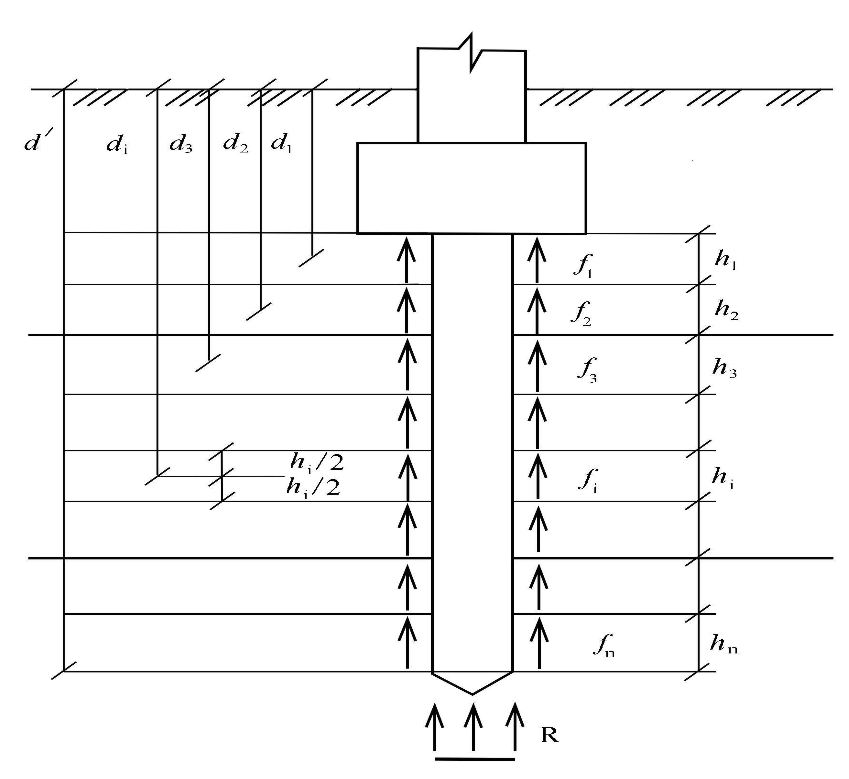 d′ dᵢ d₃ d₂ d₁
f₁ h₁
f₂ h₂
f₃ h₃
hᵢ/2
hᵢ/2 fᵢ hᵢ
fₙ hₙ
R